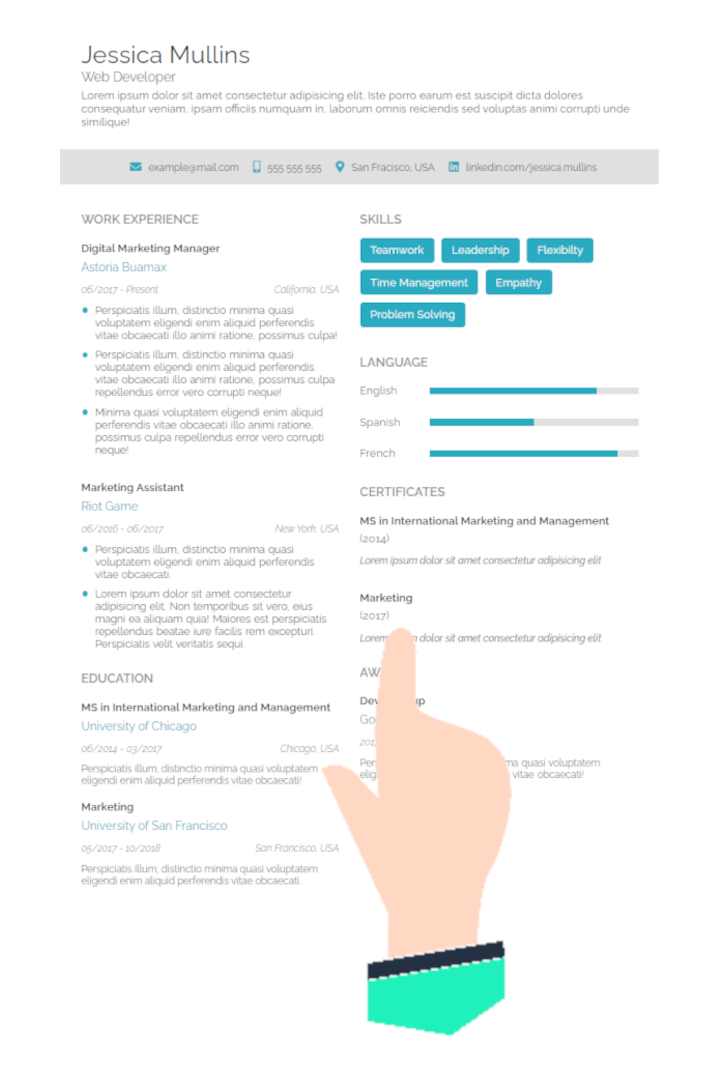 Jessica Mullins
Web Developer
Lorem ipsum dolor sit amet consectetur adipisicing elit. Iste porro earum est suscipit dicta dolores
consequatur veniam, ipsam officiis numquam in, laborum omnis reiciendis sed voluptas animi corrupti unde
similique!
example@mail.com 555 555 555 San Fracisco, USA linkedin.com/jessica.mullins
WORK EXPERIENCE
Digital Marketing Manager
Astoria Buamax
06/2017 - Present California, USA
Perspiciatis illum, distinctio minima quasi
voluptatem eligendi enim aliquid perferendis
vitae obcaecati illo animi ratione, possimus culpa!
Perspiciatis illum, distinctio minima quasi
voluptatem eligendi enim aliquid perferendis
vitae obcaecati illo animi ratione, possimus culpa
repellendus error vero corrupti neque!
Minima quasi voluptatem eligendi enim aliquid
perferendis vitae obcaecati illo animi ratione,
possimus culpa repellendus error vero corrupti
neque!
Marketing Assistant
Riot Game
06/2016 - 06/2017 New York, USA
Perspiciatis illum, distinctio minima quasi
voluptatem eligendi enim aliquid perferendis
vitae obcaecati.
Lorem ipsum dolor sit amet consectetur
adipisicing elit. Non temporibus sit vero, eius
magni ea aliquam quia! Maiores est perspiciatis
repellendus beatae iure facilis rem excepturi.
Perspiciatis velit veritatis sequi.
EDUCATION
MS in International Marketing and Management
University of Chicago
06/2014 - 03/2017 Chicago, USA
Perspiciatis illum, distinctio minima quasi voluptatem
eligendi enim aliquid perferendis vitae obcaecati!
Marketing
University of San Francisco
05/2017 - 10/2018 San Francisco, USA
Perspiciatis illum, distinctio minima quasi voluptatem
eligendi enim aliquid perferendis vitae obcaecati.
SKILLS
Teamwork Leadership Flexibilty
Time Management Empathy
Problem Solving
LANGUAGE
English
Spanish
French
CERTIFICATES
MS in International Marketing and Management
(2014)
Lorem ipsum dolor sit amet consectetur adipisicing elit
Marketing
(2017)
Lorem dolor sit amet consectetur adipisicing elit
quasi voluptatem
vitae obcaecati!